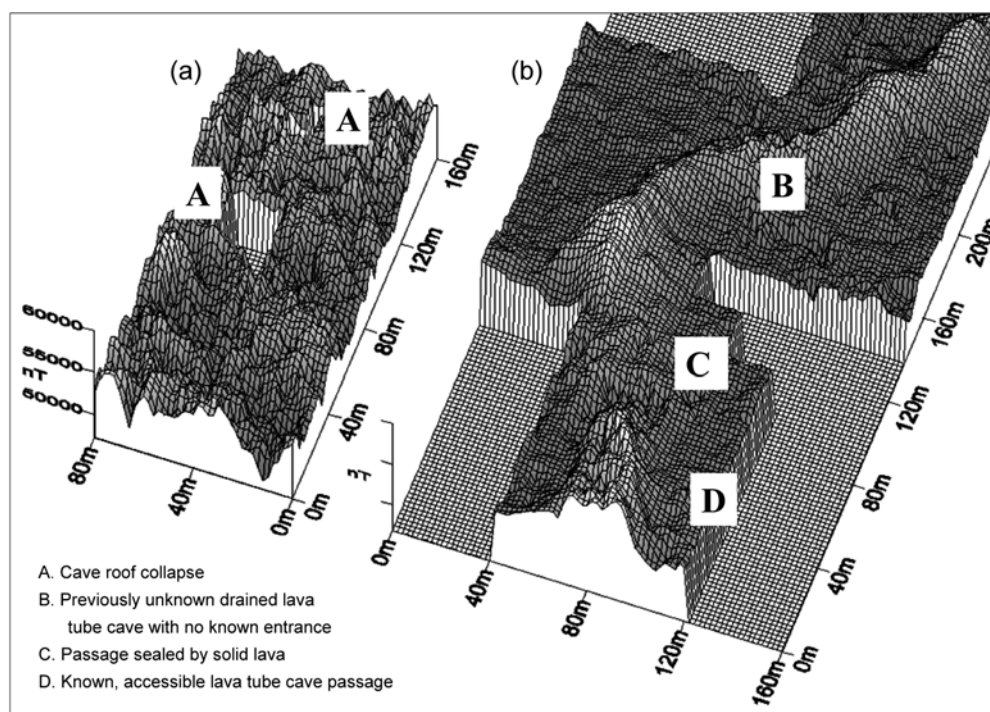 (a)
(b)
A
A
B
C
D
60000
55000
nT
50000
80m
40m
0m
0m
40m
80m
120m
160m
0m
40m
80m
120m
160m
0m
40m
80m
120m
160m
200m
A. Cave roof collapse
B. Previously unknown drained lava
tube cave with no known entrance
C. Passage sealed by solid lava
D. Known, accessible lava tube cave passage